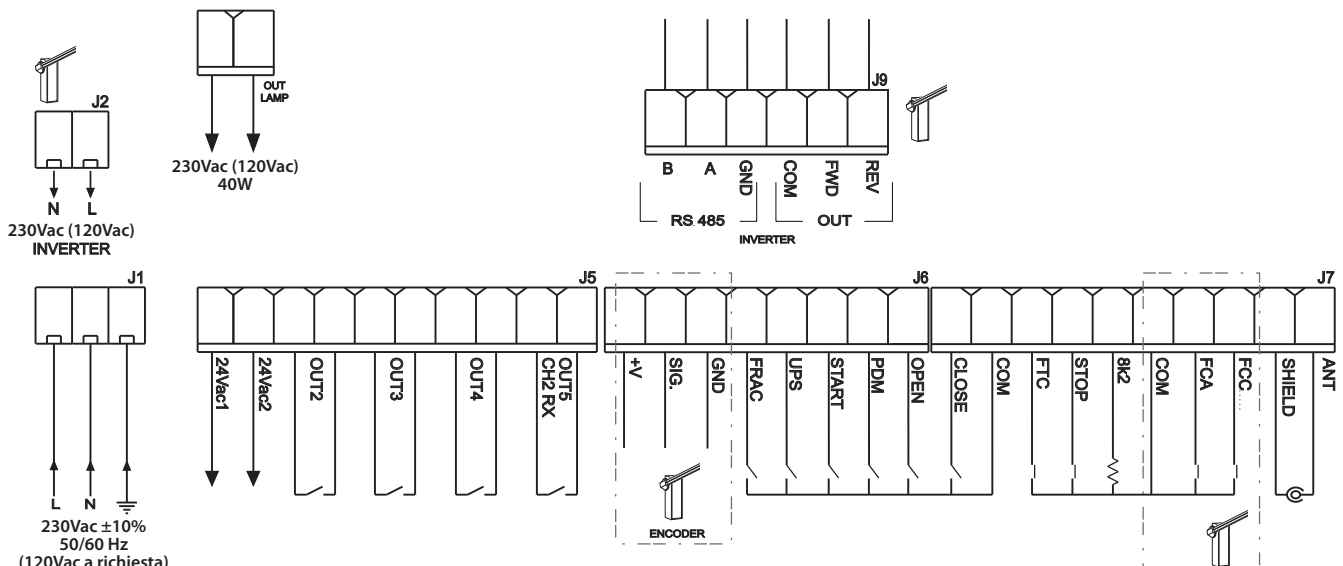 OUT
LAMP
J2
230Vac (120Vac)
40W
N L
230Vac (120Vac)
INVERTER
J9
B A GND COM FWD REV
RS 485 OUT
INVERTER
J1
L N
230Vac ±10%
50/60 Hz
(120Vac a richiesta)
J5
24Vac1 24Vac2 OUT2 OUT3 OUT4 OUT5
CH2 RX
J6
+V SIG. GND FRAC UPS START PDM OPEN
ENCODER
J7
CLOSE COM FTC STOP 8k2 COM FCA FCC..... SHIELD ANT